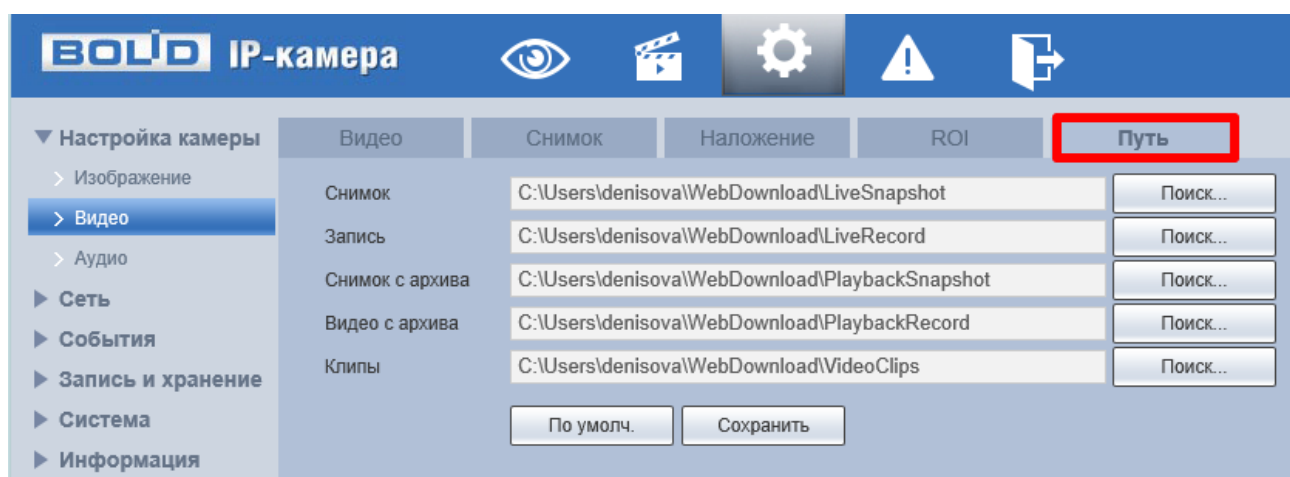 BOLID IP-камера
Настройка камеры
Изображение
Видео
Аудио
Сеть
События
Запись и хранение
Система
Информация
Видео Снимок Наложение ROI Путь
Снимок C:\Users\denisova\WebDownload\LiveSnapshot Поиск...
Запись C:\Users\denisova\WebDownload\LiveRecord Поиск...
Снимок с архива C:\Users\denisova\WebDownload\PlaybackSnapshot Поиск...
Видео с архива C:\Users\denisova\WebDownload\PlaybackRecord Поиск...
Клипы C:\Users\denisova\WebDownload\VideoClips Поиск...
По умолч. Сохранить